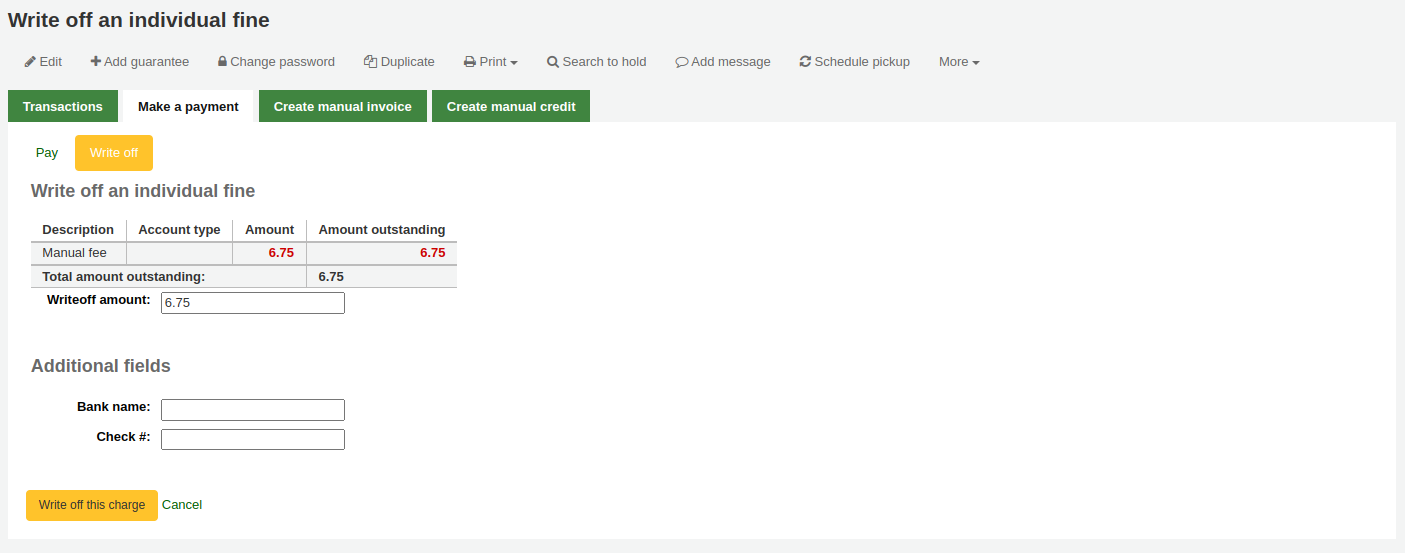 Write off an individual fine
Edit Add guarantee Change password Duplicate Print Search to hold Add message Schedule pickup More
Transactions Make a payment Create manual invoice Create manual credit
Pay Write off
Write off an individual fine
Description Account type Amount Amount outstanding
Manual fee 6.75 6.75
Total amount outstanding: 6.75
Writeoff amount: 6.75
Additional fields
Bank name:
Check #:
Write off this charge Cancel